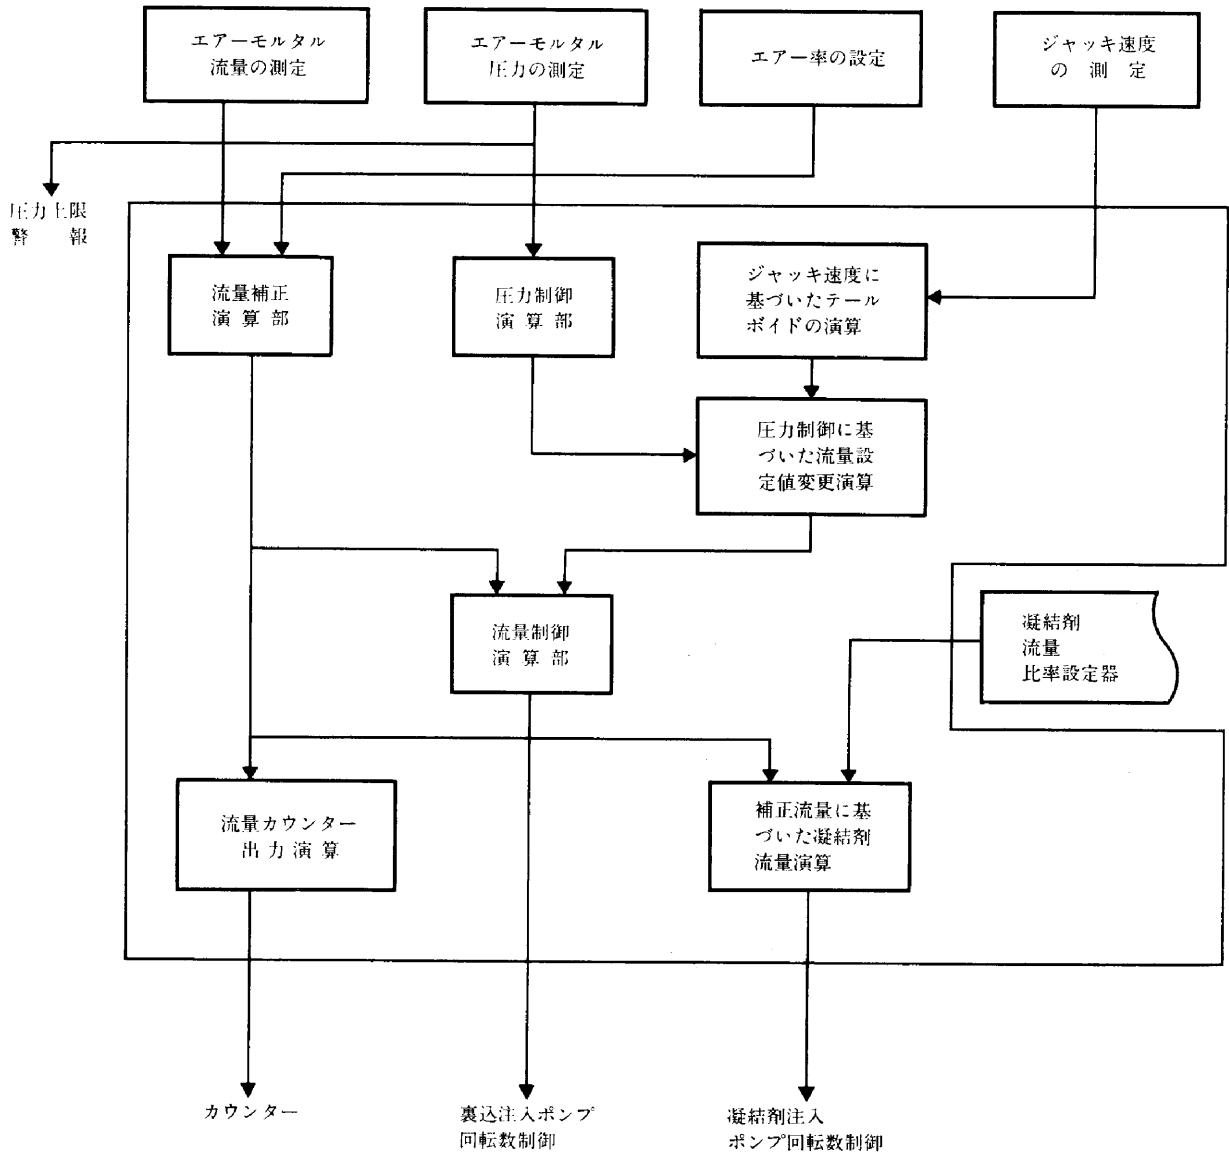 エアーモルタル
流量の測定
エアーモルタル
圧力の測定
エアー率の設定
ジャッキ速度
の測定
圧力上限
警報
流量補正
演算部
圧力制御
演算部
ジャッキ速度に
基づいたテール
ボイドの演算
圧力制御に基
づいた流量設
定値変更演算
流量制御
演算部
凝結剤
流量
比率設定器
流量カウンター
出力演算
補正流量に基
づいた凝結剤
流量演算
カウンター
裏込注入ポンプ
回転数制御
凝結剤注入
ポンプ回転数制御